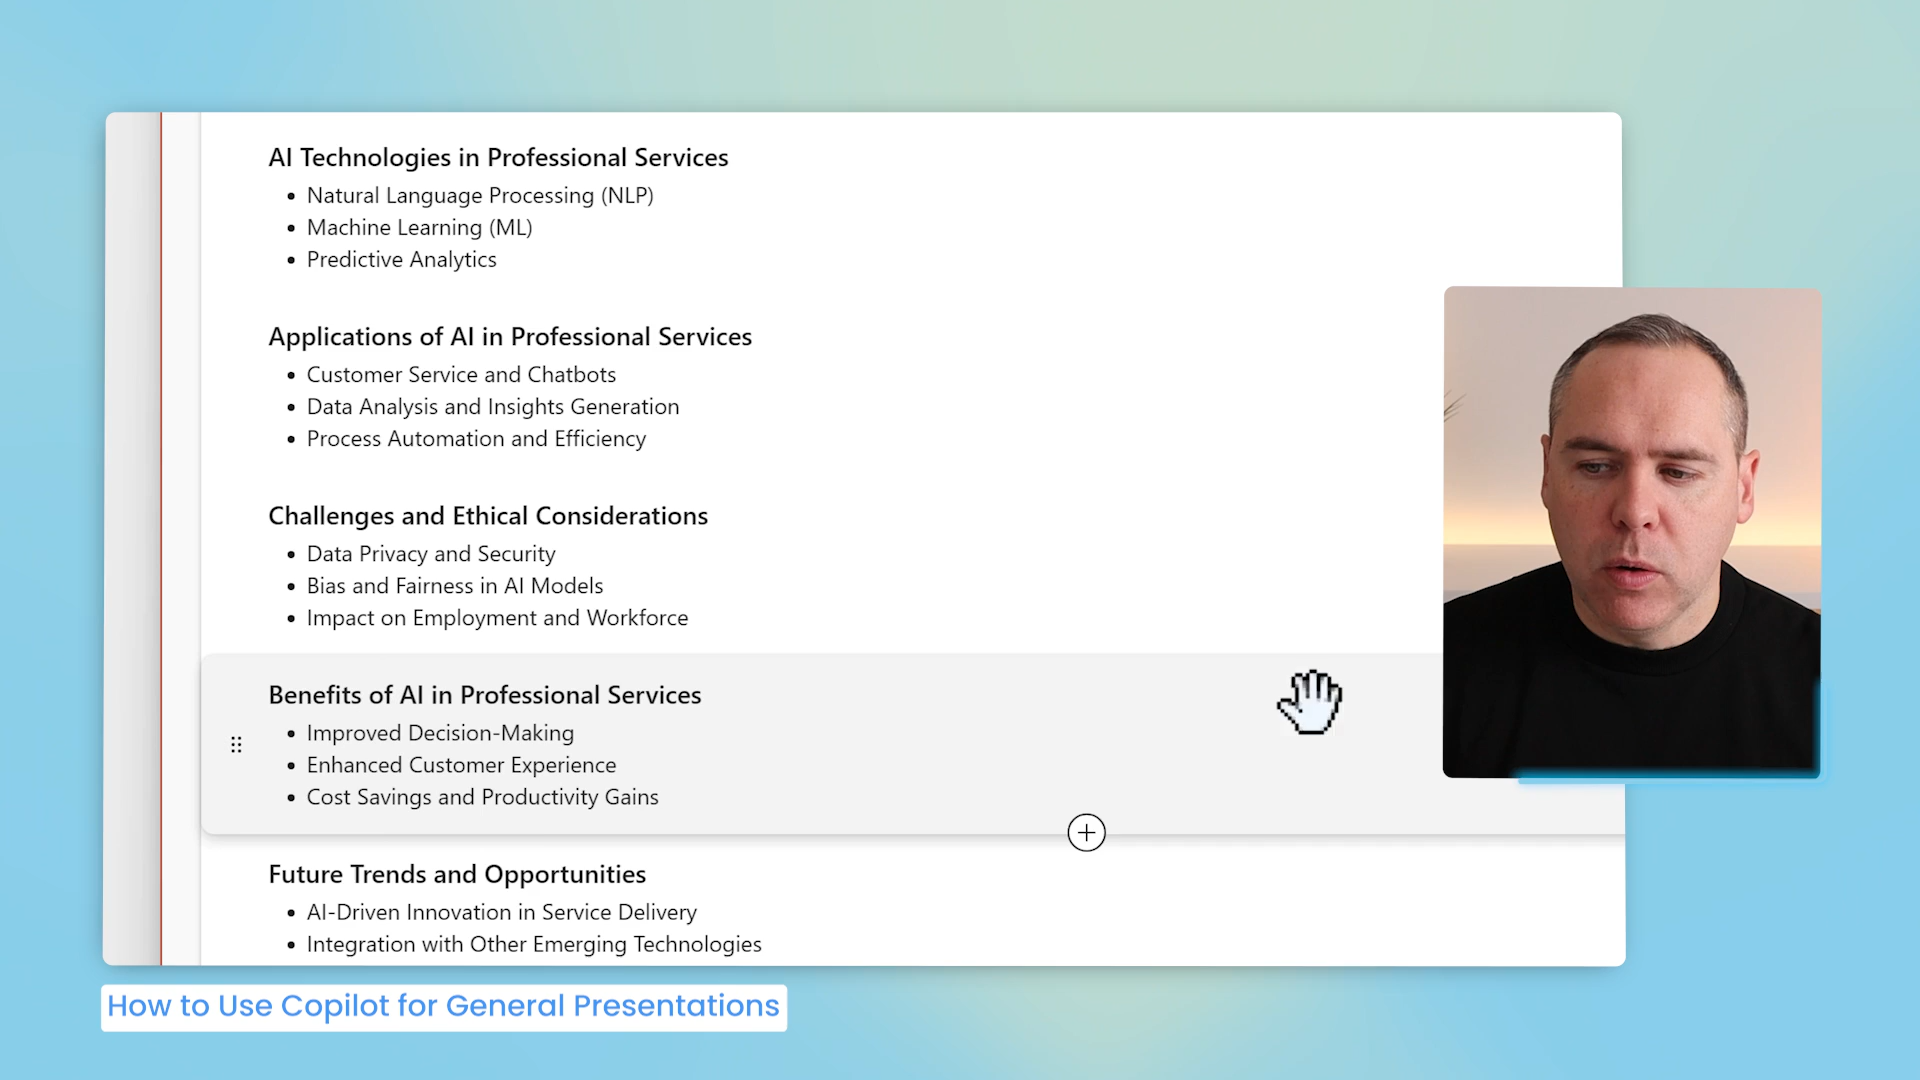 AI Technologies in Professional Services
• Natural Language Processing (NLP)
• Machine Learning (ML)
• Predictive Analytics
Applications of AI in Professional Services
• Customer Service and Chatbots
• Data Analysis and Insights Generation
• Process Automation and Efficiency
Challenges and Ethical Considerations
• Data Privacy and Security
• Bias and Fairness in AI Models
• Impact on Employment and Workforce
Benefits of AI in Professional Services
• Improved Decision-Making
• Enhanced Customer Experience
• Cost Savings and Productivity Gains
Future Trends and Opportunities
• AI-Driven Innovation in Service Delivery
• Integration with Other Emerging Technologies
How to Use Copilot for General Presentations